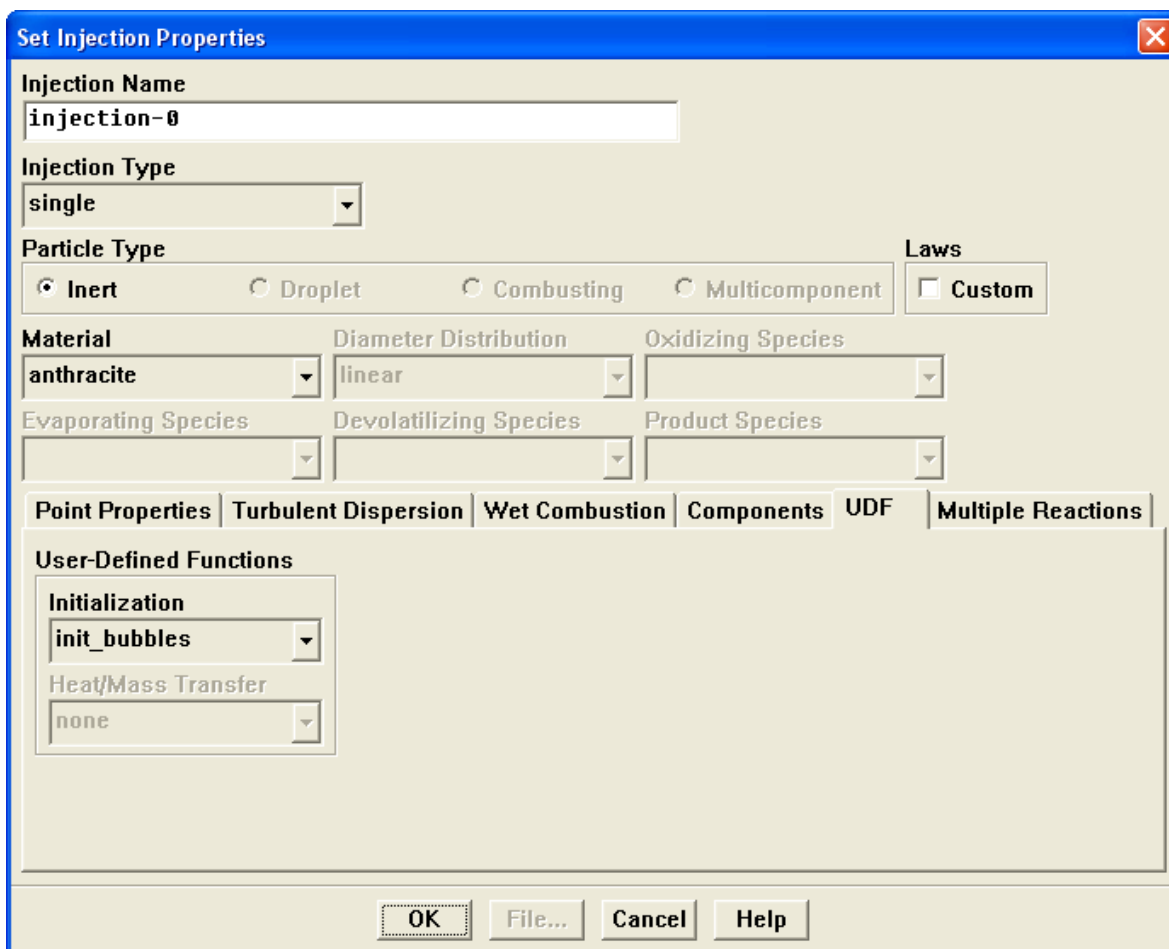 Set Injection Properties
Injection Name
injection-0
Injection Type
single
Particle Type Laws
Inert Droplet Combusting Multicomponent Custom
Material Diameter Distribution Oxidizing Species
anthracite linear
Evaporating Species Devolatilizing Species Product Species
Point Properties Turbulent Dispersion Wet Combustion Components UDF Multiple Reactions
User-Defined Functions
Initialization
init_bubbles
Heat/Mass Transfer
none
OK File... Cancel Help